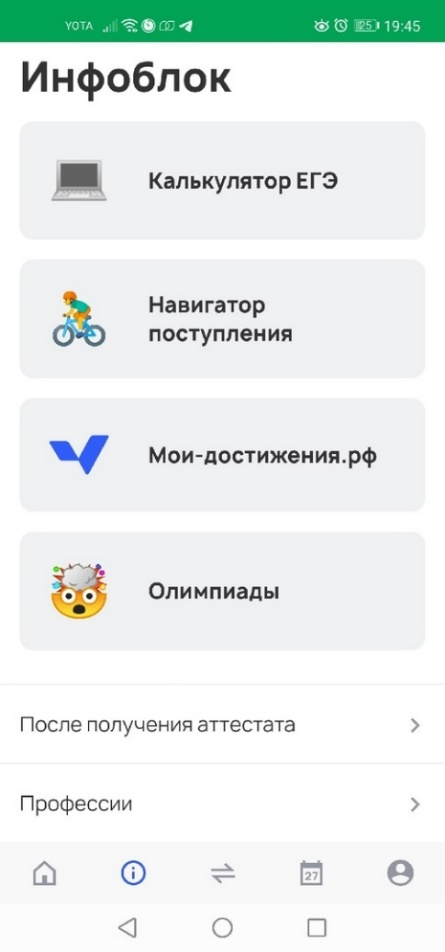 YOTA 25 19:45
Инфоблок
Калькулятор ЕГЭ
Навигатор
поступления
Мои-достижения.рф
Олимпиады
После получения аттестата
Профессии
27